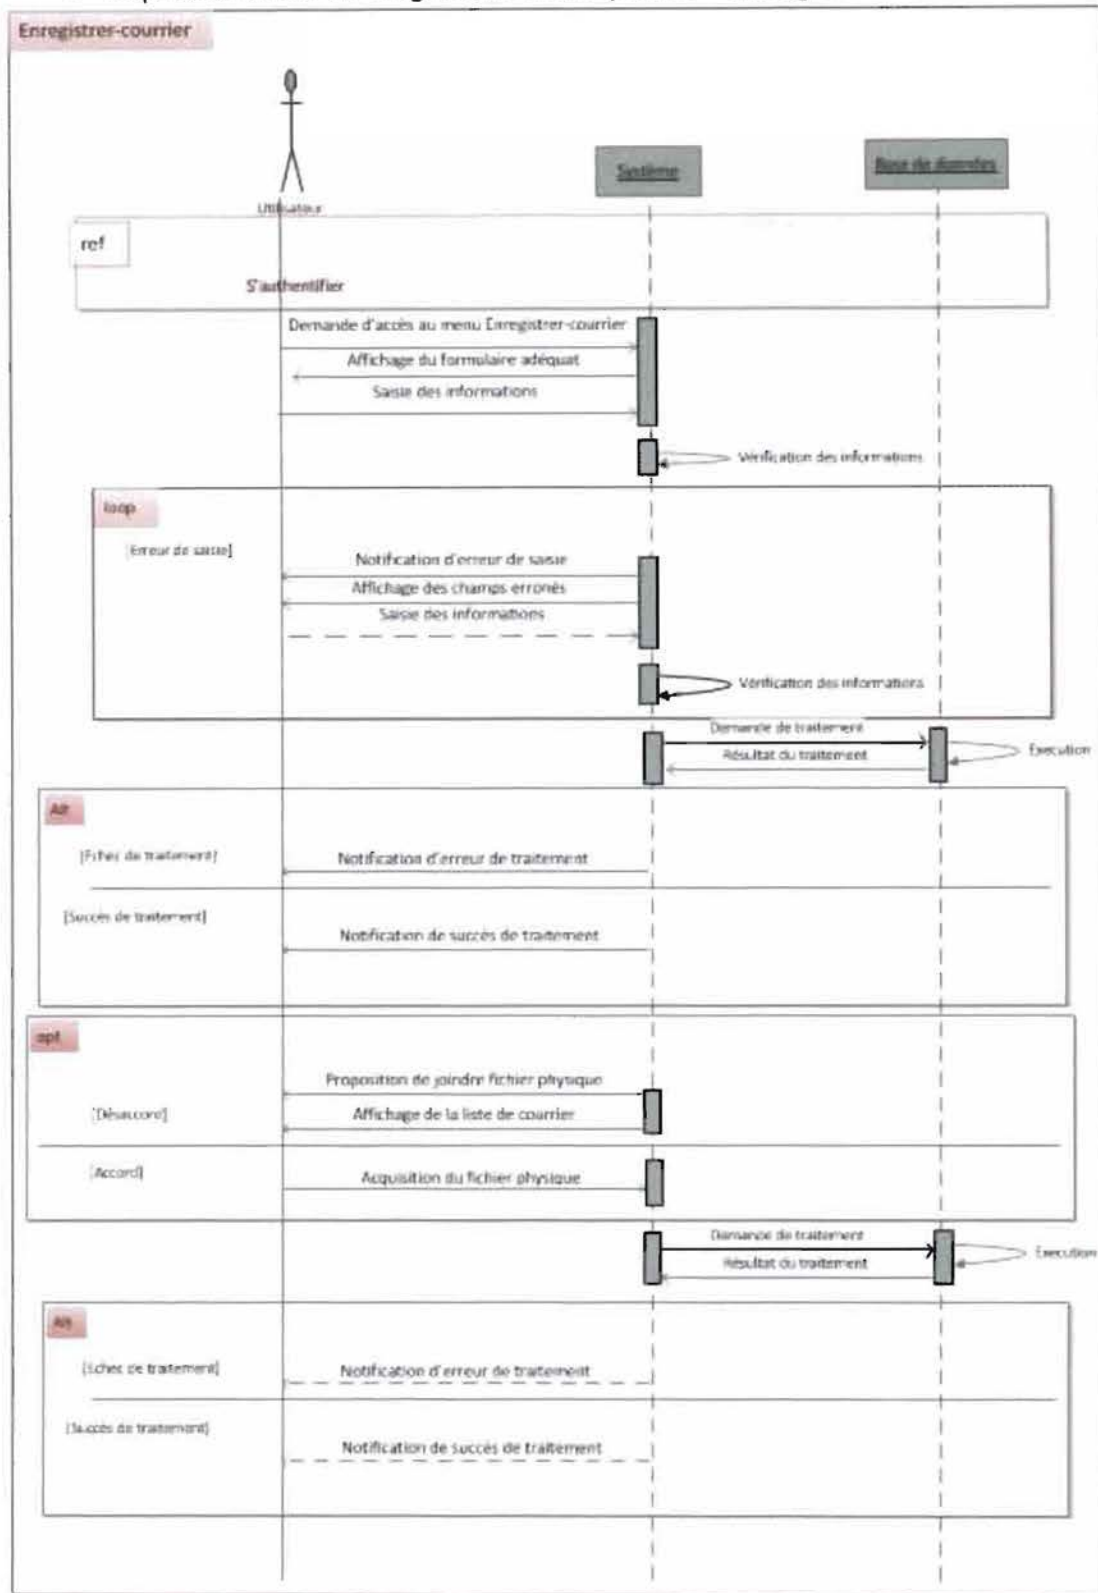 Enregistrer-courrier
Système
Base de données
Utilisateur
ref
S'authentifier
Demande d'accès au menu Enregistrer-courrier
Affichage du formulaire adéquat
Saisie des informations
Vérification des informations
loop
[Erreur de saisie]
Notification d'erreur de saisie
Affichage des champs erronés
Saisie des informations
Vérification des informations
Demande de traitement
Résultat du traitement
Execution
Alt
[Echec de traitement]
Notification d'erreur de traitement
[Succès de traitement]
Notification de succès de traitement
opt
Proposition de joindre fichier physique
[Désaccord]
Affichage de la liste de courrier
[Accord]
Acquisition du fichier physique
Demande de traitement
Résultat du traitement
Execution
Alt
[Echec de traitement]
Notification d'erreur de traitement
[Succès de traitement]
Notification de succès de traitement